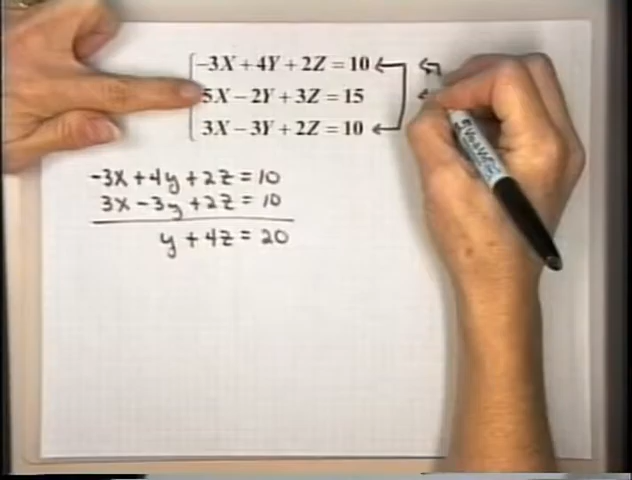 -3X + 4Y + 2Z = 10
5X - 2Y + 3Z = 15
3X - 3Y + 2Z = 10
-3x + 4y + 2z = 10
3x - 3y + 2z = 10
y + 4z = 20